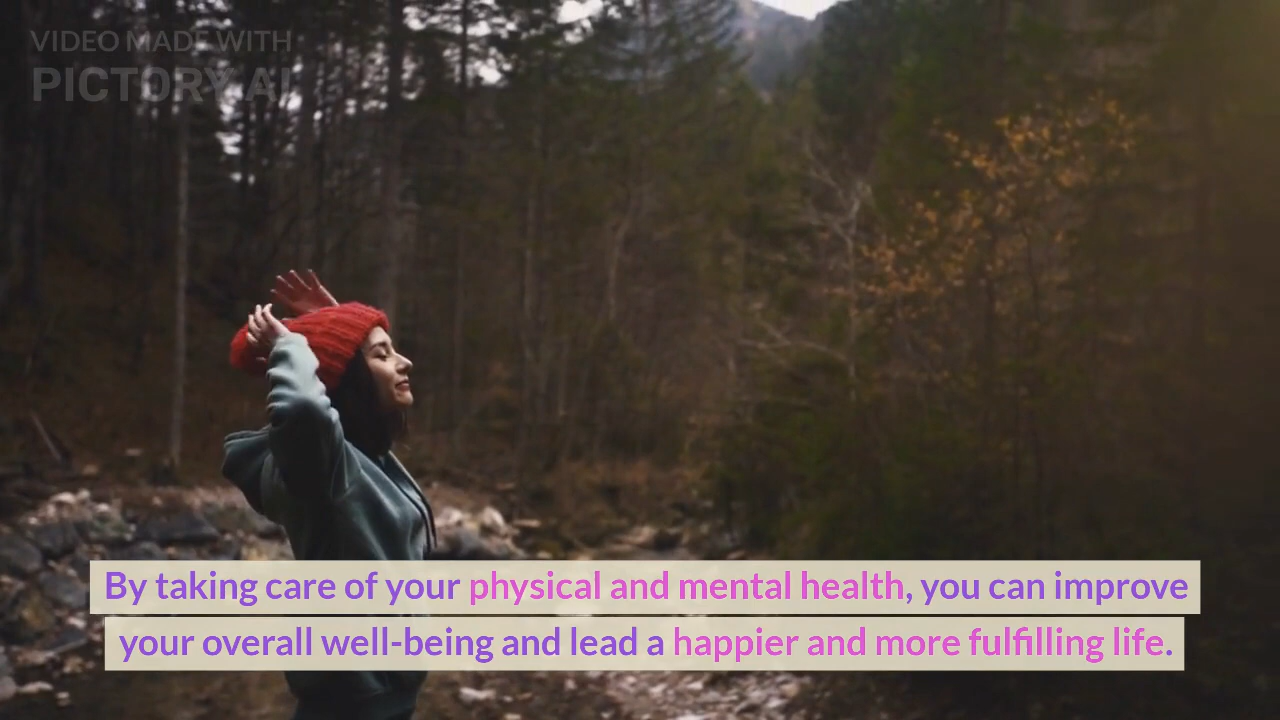 VIDEO MADE WITH
PICTORY.AI
By taking care of your physical and mental health, you can improve
your overall well-being and lead a happier and more fulfilling life.